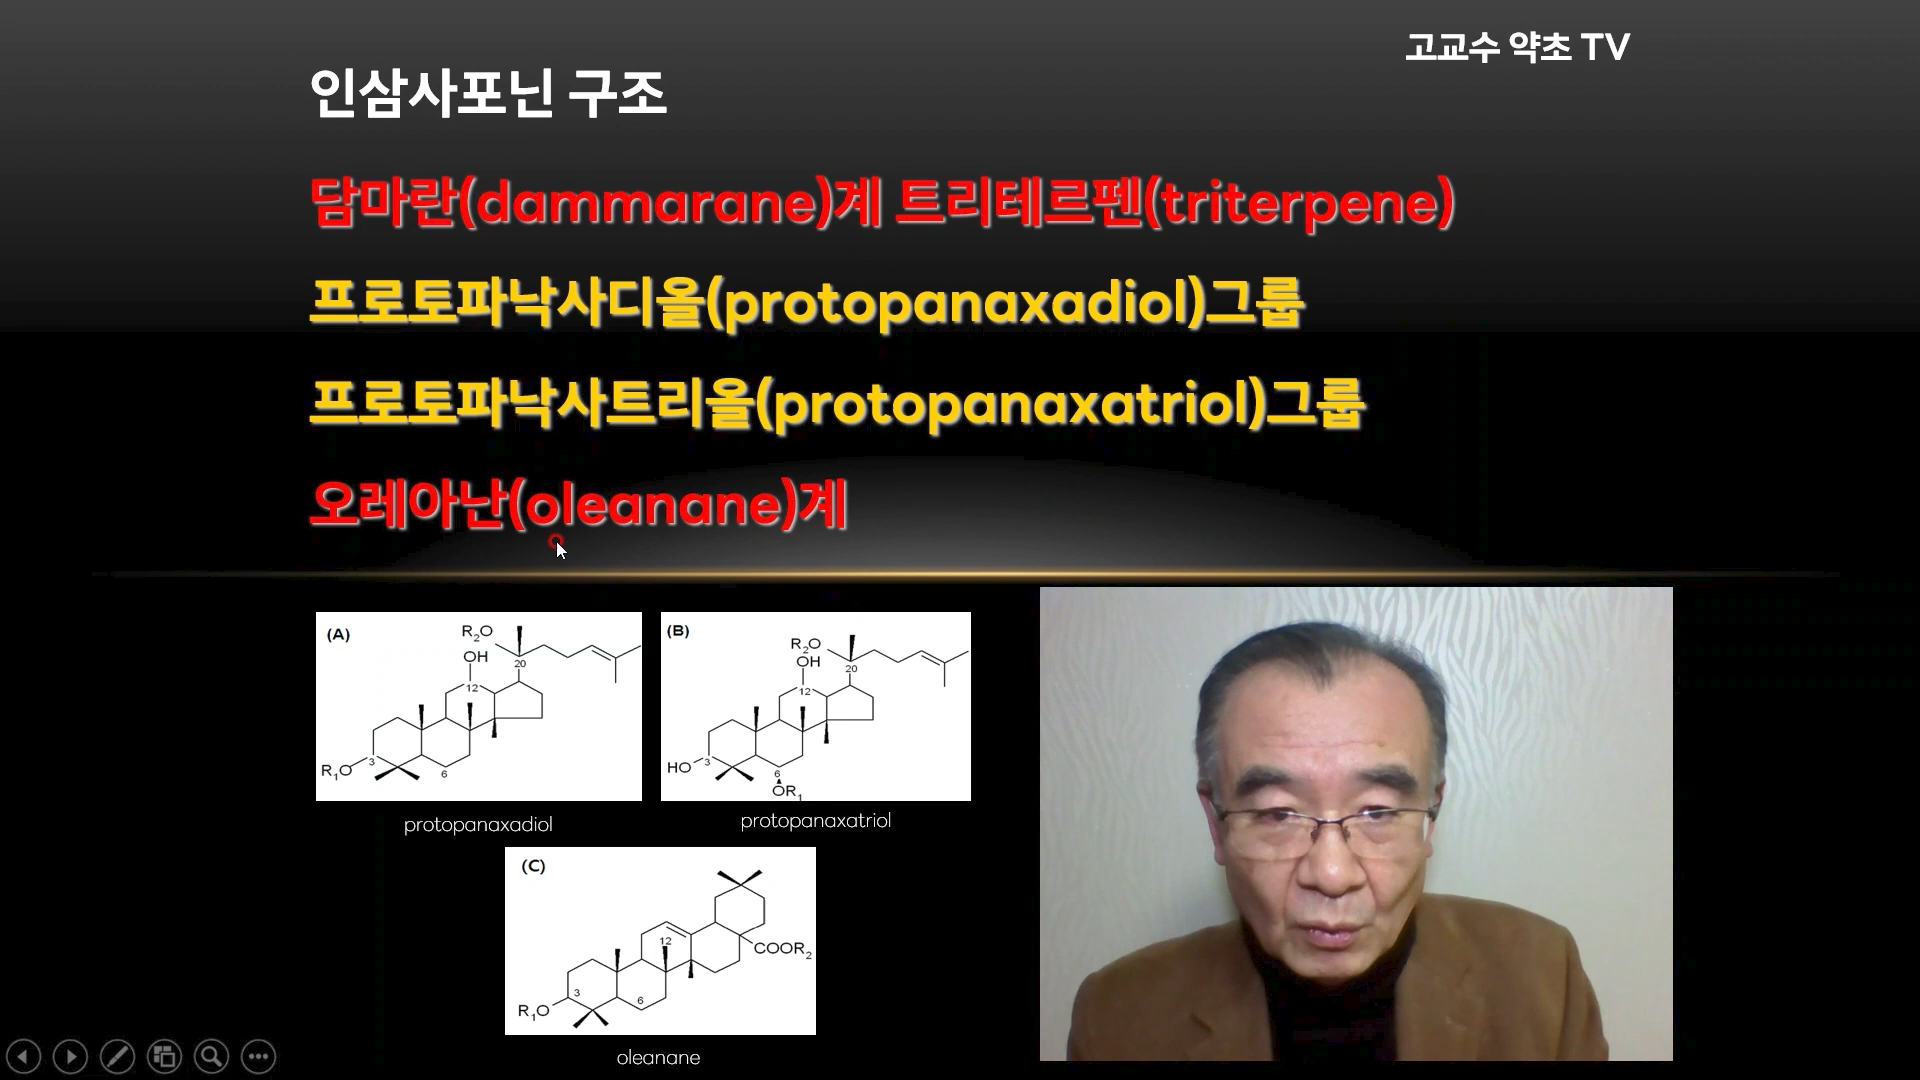 고교수 약초 TV
인삼사포닌 구조
담마란(dammarane)계 트리테르펜(triterpene)
프로토파낙사디올(protopanaxadiol)그룹
프로토파낙사트리올(protopanaxatriol)그룹
오레아난(oleanane)계
(A)
R2O
OH
20
12
3
R1O
6
protopanaxadiol
(B)
R2O
OH
20
12
HO
3
6
OR1
protopanaxatriol
(C)
12
COOR2
3
6
R1O
oleanane